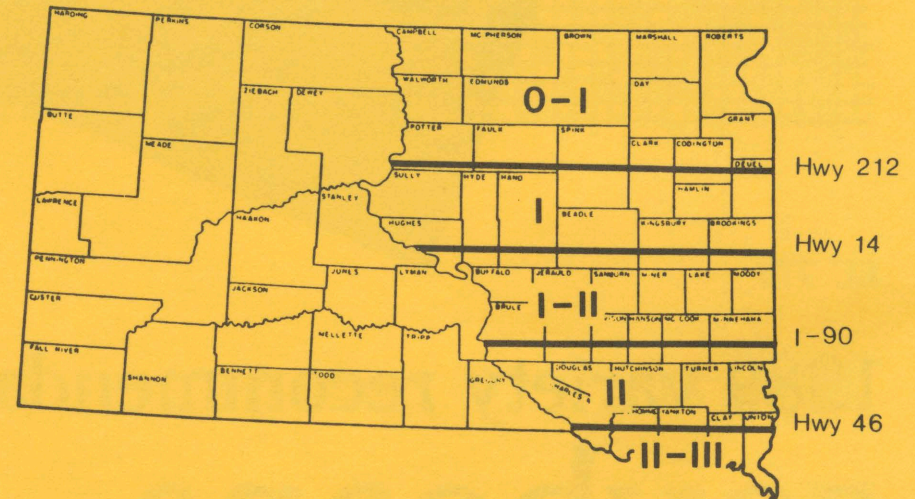 HARDING
PERKINS
CORSON
CAMPBELL
MC PHERSON
BROWN
MARSHALL
ROBERTS
WALWORTH
EDMUNDS
DAY
ZIEBACH
DEWEY
O-I
GRANT
BUTTE
POTTER
FAULK
SPINK
MEADE
CLARK
CODINGTON
DEUEL
Hwy 212
SULLY
HYDE
HAND
HAMLIN
LAWRENCE
STANLEY
I
BEADLE
HAAKON
HUGHES
KINGSBURY
BROOKINGS
Hwy 14
PENNINGTON
JONES
LYMAN
BUFFALO
JERAULD
SANBURN
MINER
LAKE
MOODY
CUSTER
JACKSON
BRULE
I-II
HANSON
MC COOK
MINNEHAHA
I-90
FALL RIVER
MELLETTE
TRIPP
SHANNON
BENNETT
TODD
GREGORY
DOUGLAS
HUTCHINSON
TURNER
LINCOLN
II
YANKTON
CLAY
UNION
Hwy 46
II-III